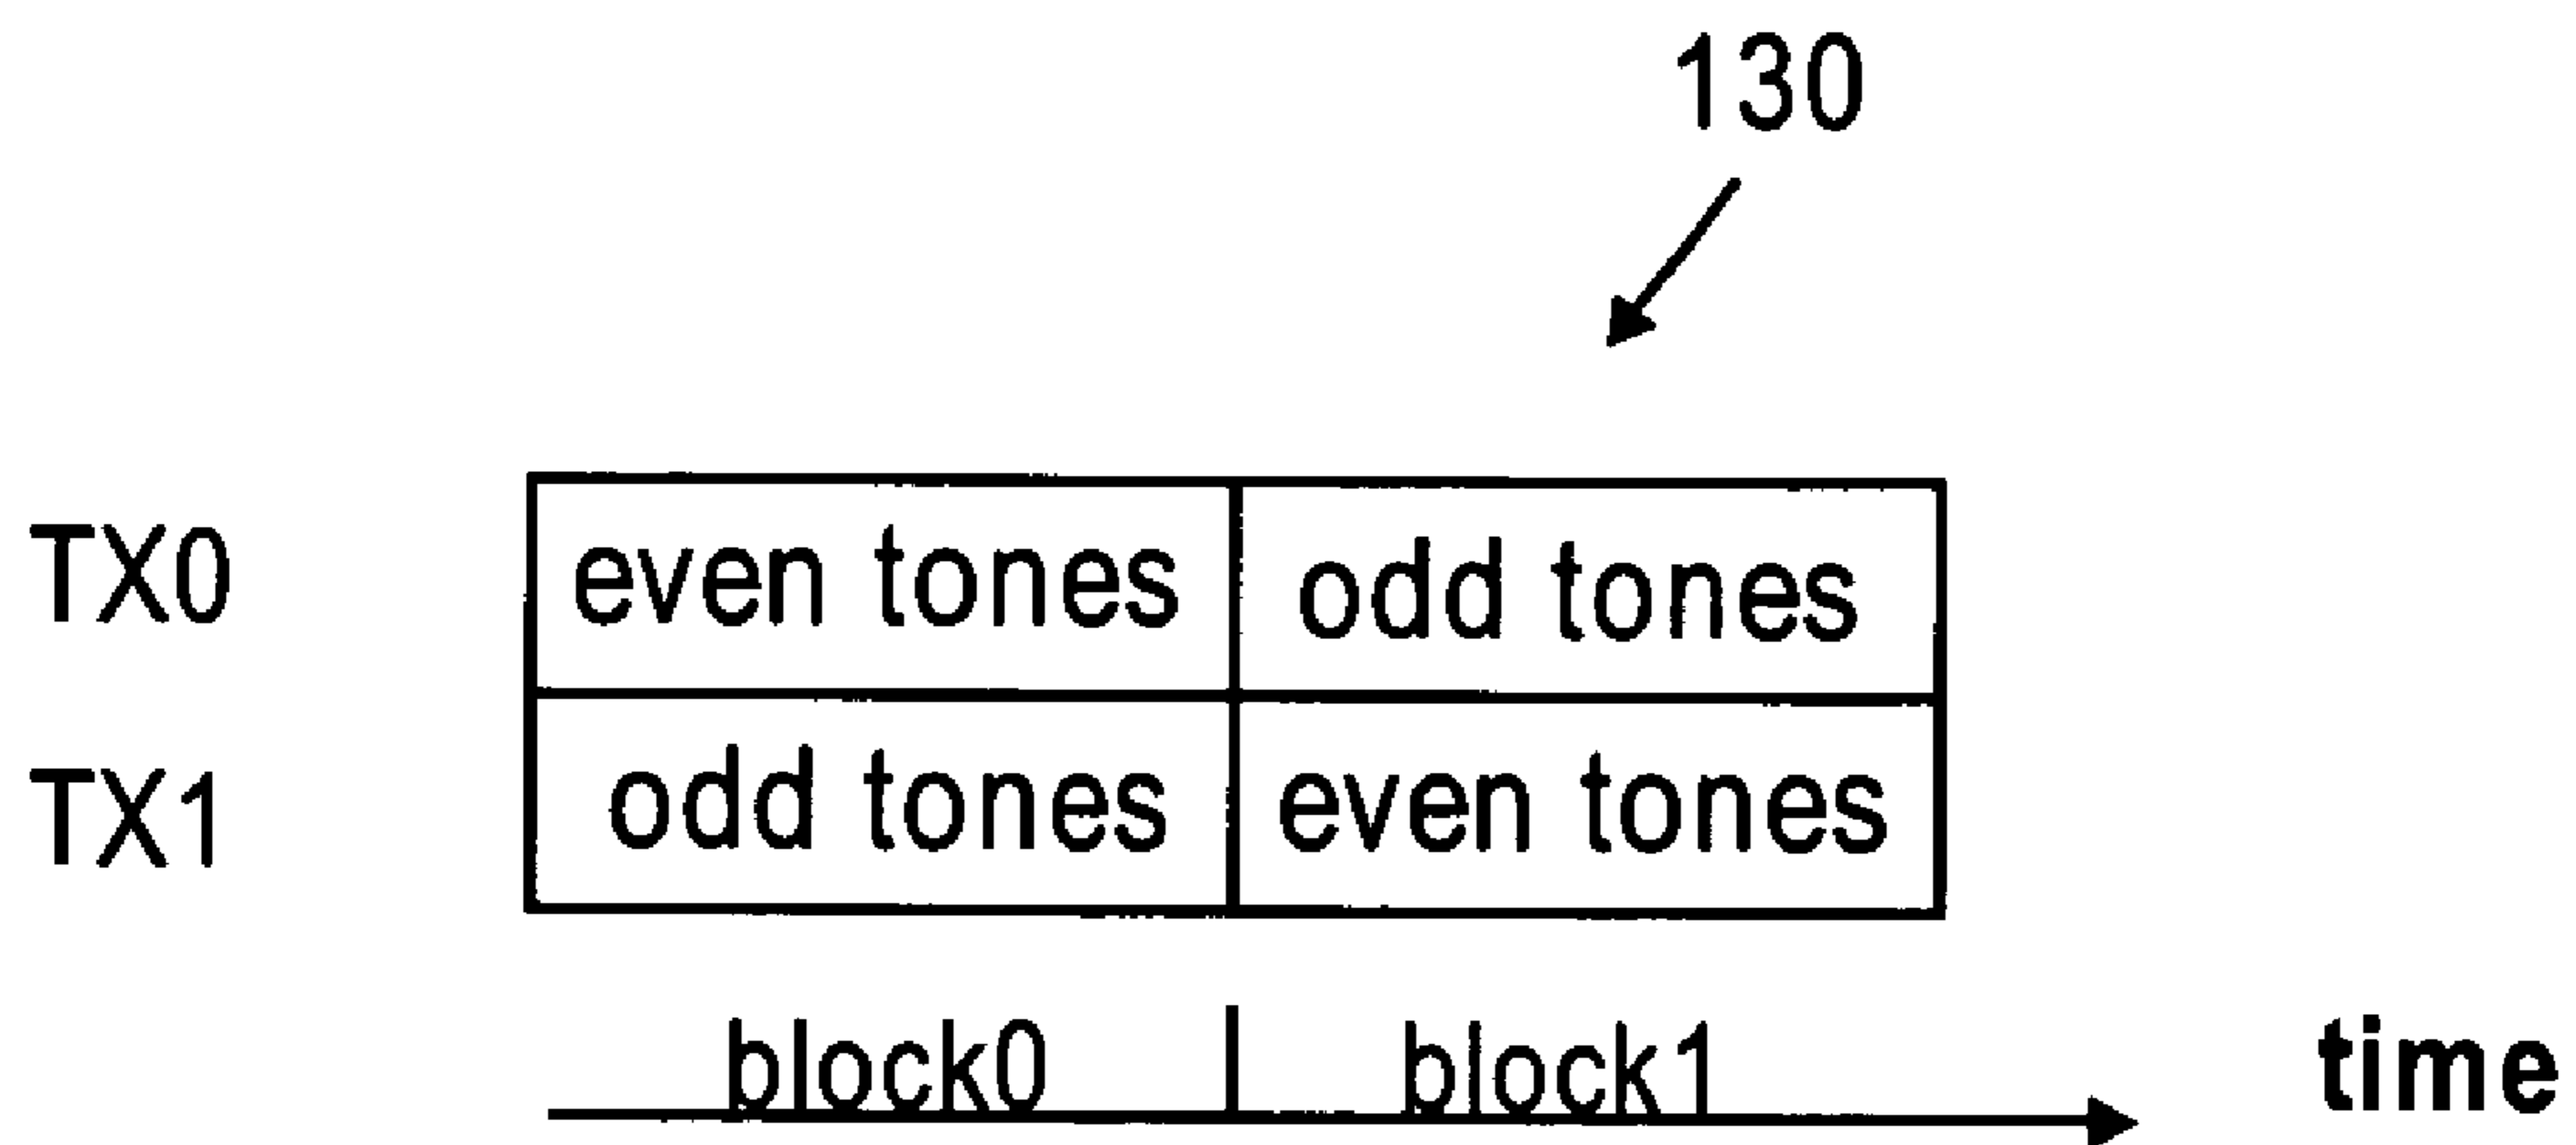 130
TX0 even tones odd tones
TX1 odd tones even tones
block0 block1 time